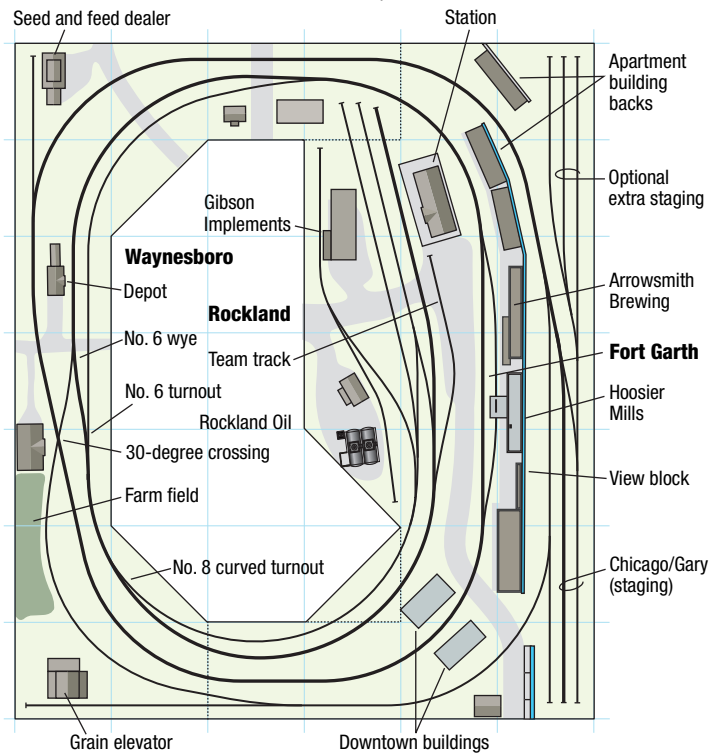 Seed and feed dealer
Station
Apartment
building
backs
Optional
extra staging
Gibson
Implements
Waynesboro
Depot
Rockland
Arrowsmith
Brewing
No. 6 wye
Team track
Fort Garth
No. 6 turnout
Hoosier
Mills
Rockland Oil
30-degree crossing
View block
Farm field
No. 8 curved turnout
Chicago/Gary
(staging)
Grain elevator
Downtown buildings